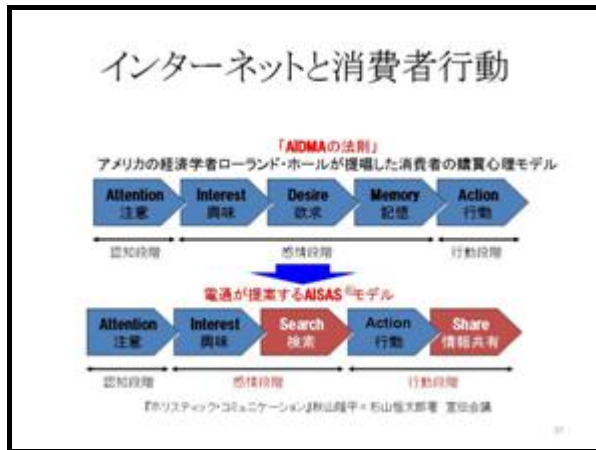 インターネットと消費者行動
「AIDMAの法則」
アメリカの経済学者ローランド・ホールが提唱した消費者の購買心理モデル
Attention Interest Desire Memory Action
注意 興味 欲求 記憶 行動
認知段階 感情段階 行動段階
電通が提案するAISAS®モデル
Attention Interest Search Action Share
注意 興味 検索 行動 情報共有
認知段階 感情段階 行動段階
『ホリスティック・コミュニケーション』秋山隆平+杉山恒太郎著 宣伝会議